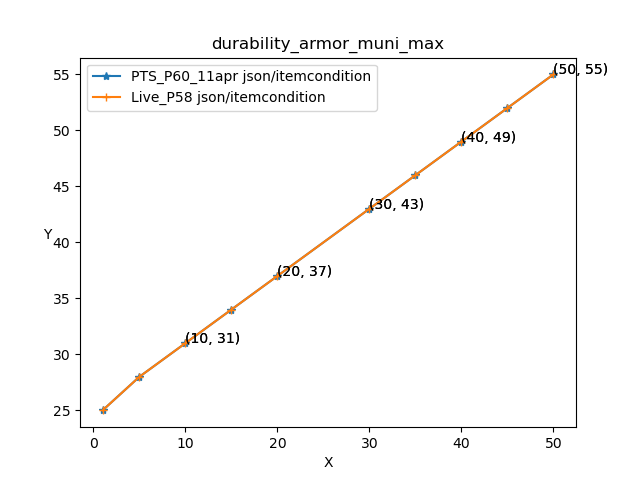 durability_armor_muni_max
PTS_P60_11apr json/itemcondition
Live_P58 json/itemcondition
(50, 55)
(40, 49)
(30, 43)
(20, 37)
(10, 31)
Y
55
50
45
40
35
30
25
0 10 20 30 40 50
X